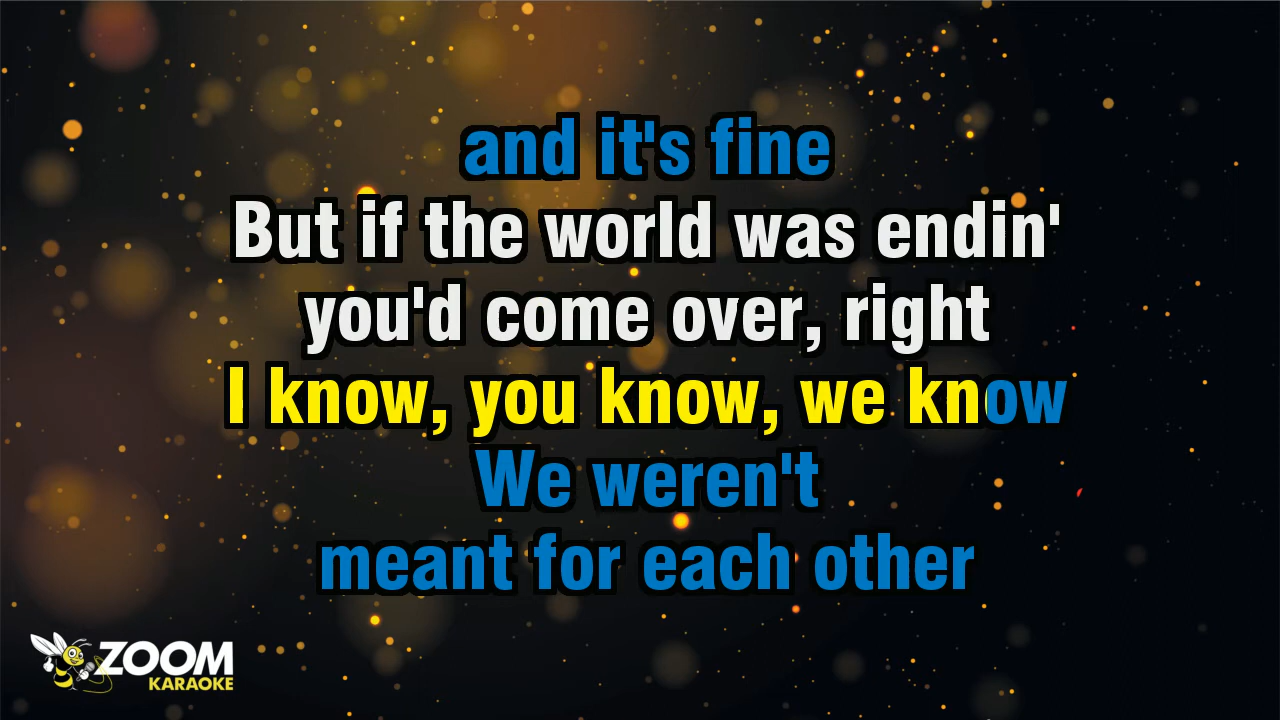 and it's fine
But if the world was endin'
you'd come over, right
I know, you know, we know
We weren't
meant for each other
ZOOM
KARAOKE